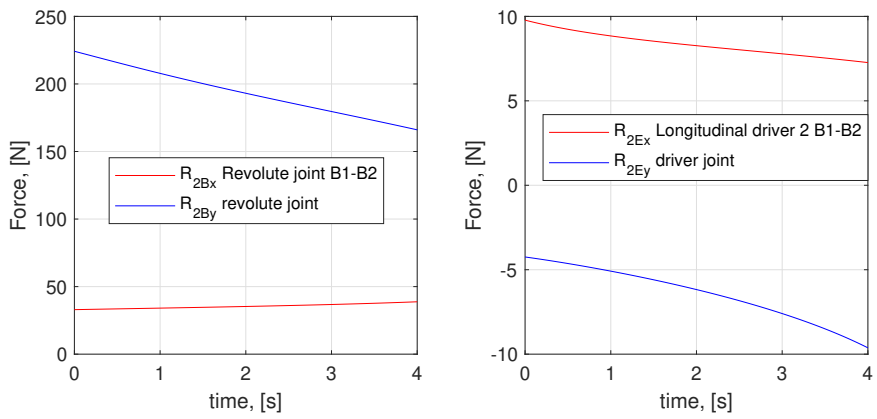 250
200
150
100
50
0
Force, [N]
R2Bx Revolute joint B1-B2
R2By revolute joint
0 1 2 3 4
time, [s]
10
5
0
-5
-10
Force, [N]
R2Ex Longitudinal driver 2 B1-B2
R2Ey driver joint
0 1 2 3 4
time, [s]